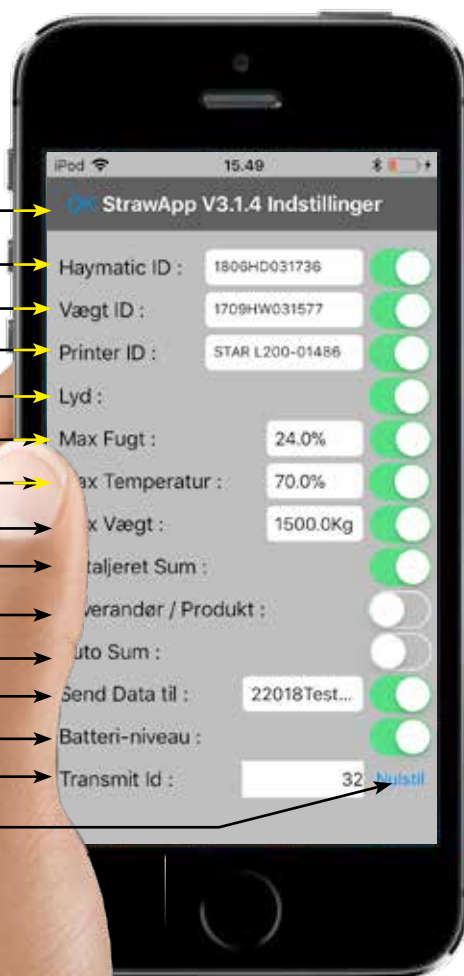 iPod 15.49
OK StrawApp V3.1.4 Indstillinger
Haymatic ID : 1806HD031736
Vægt ID : 1709HW031577
Printer ID : STAR L200-01486
Lyd :
Max Fugt : 24.0%
ax Temperatur : 70.0%
x Vægt : 1500.0Kg
taljeret Sum :
verandør / Produkt :
uto Sum :
Send Data til : 22018Test...
Batteri-niveau :
Transmit Id : 32 Nulstil